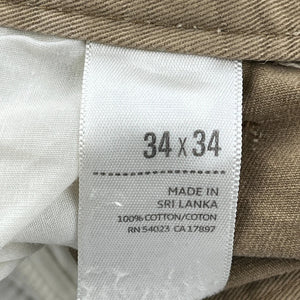 34 x 34
MADE IN
SRI LANKA
100% COTTON/COTON
RN 54023 CA 17897